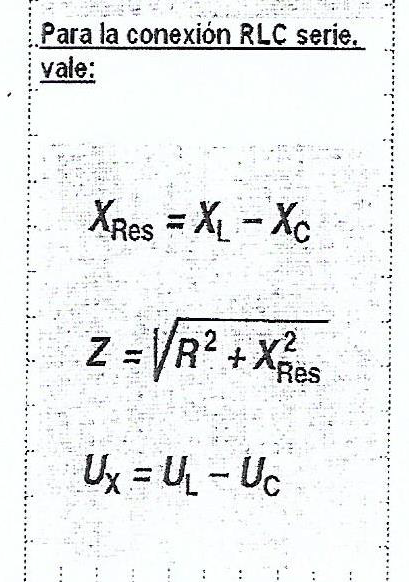 Para la conexión RLC serie.
vale:
X_Res = X_L − X_C
Z = √(R² + X²_Res)
U_X = U_L − U_C